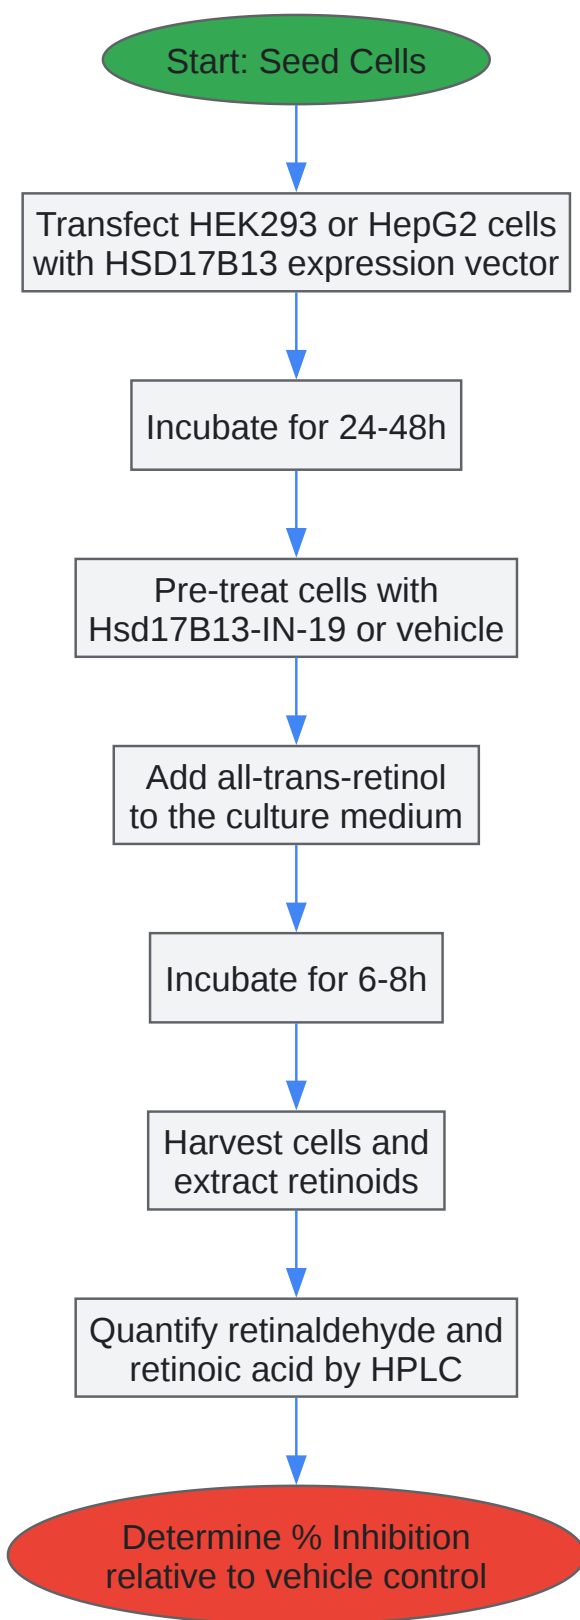 Start: Seed Cells
Transfect HEK293 or HepG2 cells
with HSD17B13 expression vector
Incubate for 24-48h
Pre-treat cells with
Hsd17B13-IN-19 or vehicle
Add all-trans-retinol
to the culture medium
Incubate for 6-8h
Harvest cells and
extract retinoids
Quantify retinaldehyde and
retinoic acid by HPLC
Determine % Inhibition
relative to vehicle control